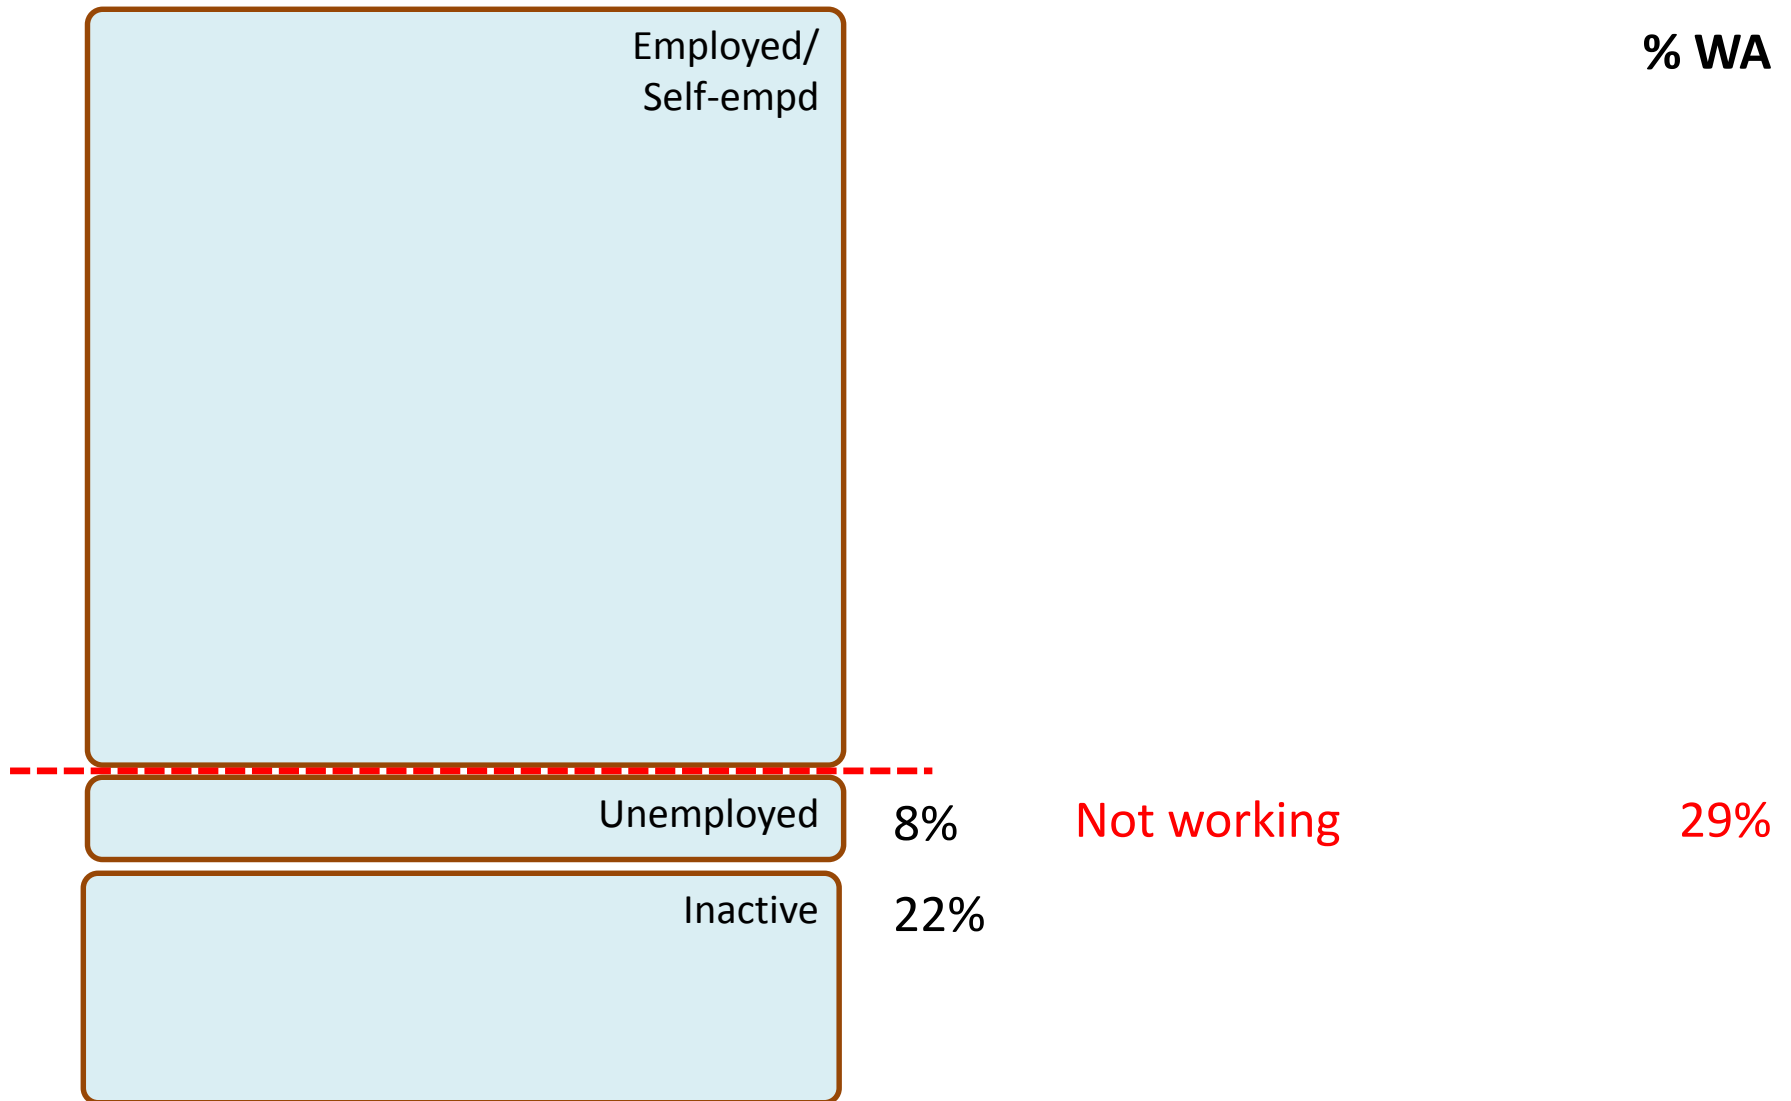 Employed/
Self-empd
% WA
Unemployed
8%
Not working
29%
Inactive
22%